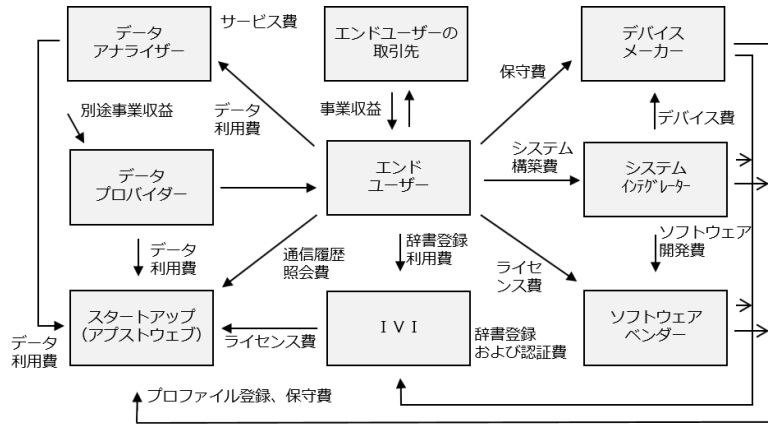 データ
アナライザー
サービス費
エンドユーザーの
取引先
デバイス
メーカー
保守費
別途事業収益
データ
利用費
事業収益
デバイス費
データ
プロバイダー
エンド
ユーザー
システム
構築費
システム
ｲﾝﾃｸﾞﾚｰﾀｰ
データ
利用費
通信履歴
照会費
辞書登録
利用費
ライセ
ンス費
ソフトウェア
開発費
スタートアップ
（アプストウェブ）
ライセンス費
ＩＶＩ
辞書登録
および認証費
ソフトウェア
ベンダー
データ
利用費
プロファイル登録、保守費